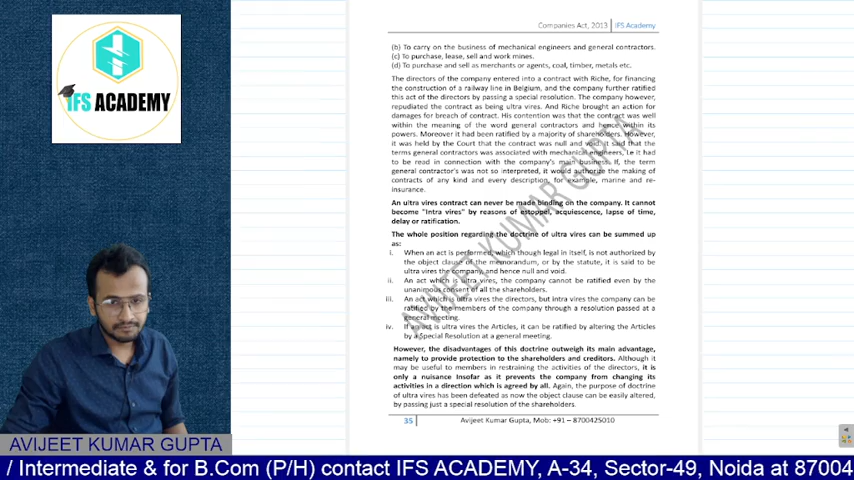 IFS ACADEMY
Companies Act, 2013 | IFS Academy
(b) To carry on the business of mechanical engineers and general contractors.
(c) To purchase, lease, sell and work mines.
(d) To purchase and sell as merchants or agents, coal, timber, metals etc.
The directors of the company entered into a contract with Riche, for financing
the construction of a railway line in Belgium, and the company further ratified
this act of the directors by passing a special resolution. The company however,
repudiated the contract as being ultra vires. And Riche brought an action for
damages for breach of contract. His contention was that the contract was well
within the meaning of the word general contractors and hence within its
powers. Moreover it had been ratified by a majority of shareholders. However,
it was held by the Court that the contract was null and void. It said that the
terms general contractors was associated with mechanical engineers, i.e it had
to be read in connection with the company's main business. If, the term
general contractor's was not so interpreted, it would authorize the making of
contracts of any kind and every description, for example, marine and re-
insurance.
An ultra vires contract can never be made binding on the company. It cannot
become "Intra vires" by reasons of estoppel, acquiescence, lapse of time,
delay or ratification.
The whole position regarding the doctrine of ultra vires can be summed up
as:
i. When an act is performed, which though legal in itself, is not authorized by
the object clause of the memorandum, or by the statute, it is said to be
ultra vires the company, and hence null and void.
ii. An act which is ultra vires, the company cannot be ratified even by the
unanimous consent of all the shareholders.
iii. An act which is ultra vires the directors, but intra vires the company can be
ratified by the members of the company through a resolution passed at a
general meeting.
iv. If an act is ultra vires the Articles, it can be ratified by altering the Articles
by a Special Resolution at a general meeting.
However, the disadvantages of this doctrine outweigh its main advantage,
namely to provide protection to the shareholders and creditors. Although it
may be useful to members in restraining the activities of the directors, it is
only a nuisance Insofar as it prevents the company from changing its
activities in a direction which is agreed by all. Again, the purpose of doctrine
of ultra vires has been defeated as now the object clause can be easily altered,
by passing just a special resolution of the shareholders.
35 | Avijeet Kumar Gupta, Mob: +91 – 8700425010
AVIJEET KUMAR GUPTA
AVIJEET KUMAR GUPTA
/ Intermediate & for B.Com (P/H) contact IFS ACADEMY, A-34, Sector-49, Noida at 87004